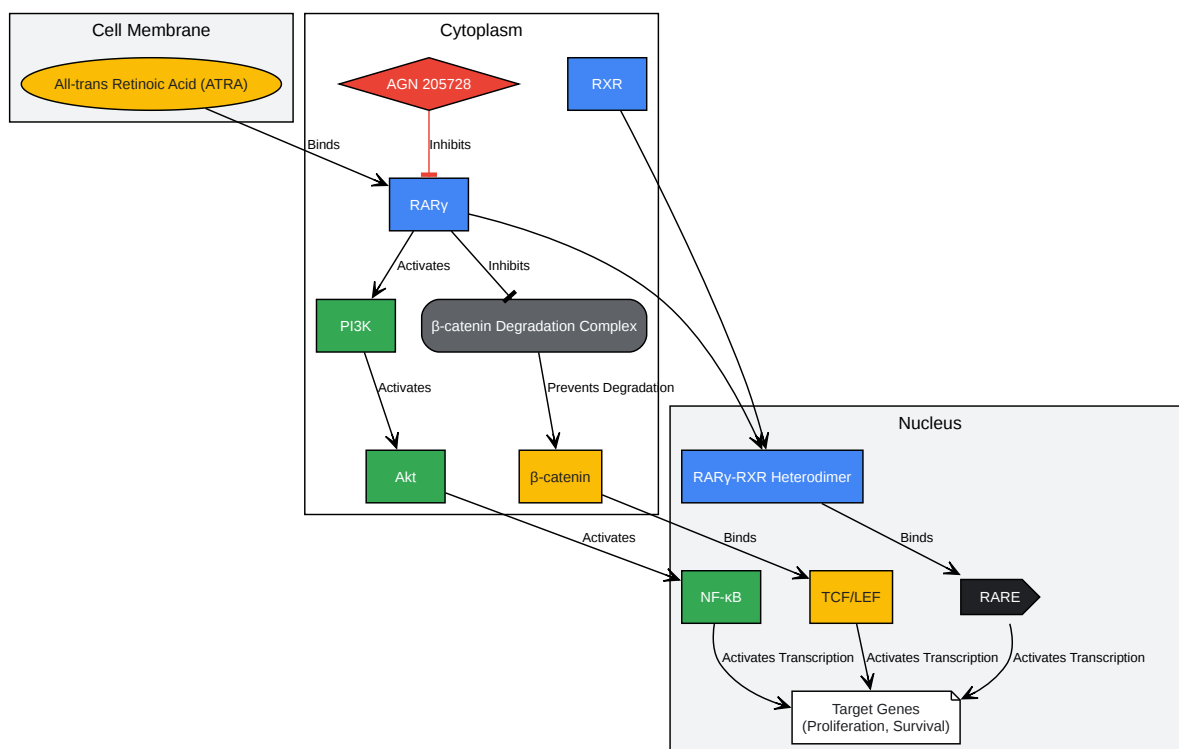 Cell Membrane
Cytoplasm
All-trans Retinoic Acid (ATRA)
AGN 205728
RXR
Binds
Inhibits
RARγ
Activates
Inhibits
PI3K
β-catenin Degradation Complex
Activates
Prevents Degradation
Nucleus
Akt
β-catenin
RARγ-RXR Heterodimer
Activates
Binds
Binds
NF-κB
TCF/LEF
RARE
Activates Transcription
Activates Transcription
Activates Transcription
Target Genes
(Proliferation, Survival)